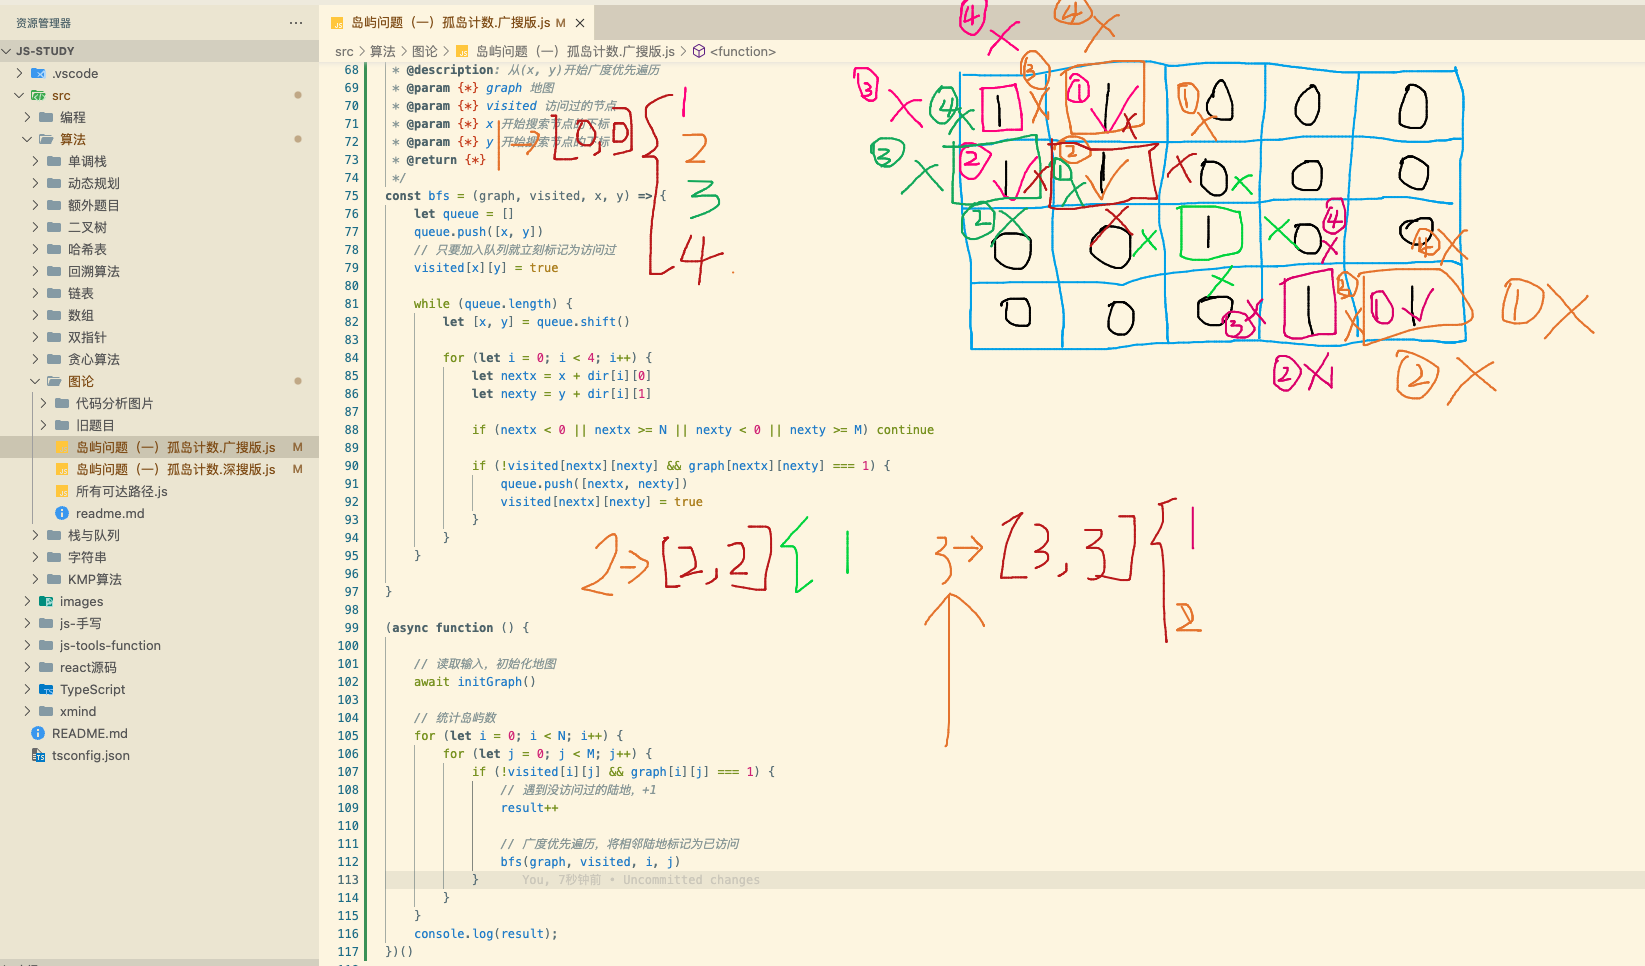 资源管理器
JS-STUDY
.vscode
src
编程
算法
单调栈
动态规划
额外题目
二叉树
哈希表
回溯算法
链表
数组
双指针
贪心算法
图论
代码分析图片
旧题目
岛屿问题（一）孤岛计数.广搜版.js M
岛屿问题（一）孤岛计数.深搜版.js M
所有可达路径.js
readme.md
栈与队列
字符串
KMP算法
images
js-手写
js-tools-function
react源码
TypeScript
xmind
README.md
tsconfig.json
岛屿问题（一）孤岛计数.广搜版.js M
src > 算法 > 图论 > 岛屿问题（一）孤岛计数.广搜版.js > <function>
68 * @description: 从(x, y)开始广度优先遍历
69 * @param {*} graph 地图
70 * @param {*} visited 访问过的节点
71 * @param {*} x 开始搜索节点的下标
72 * @param {*} y 开始搜索节点的下标
73 * @return {*}
74 */
75 const bfs = (graph, visited, x, y) => {
76 let queue = []
77 queue.push([x, y])
78 // 只要加入队列就立刻标记为访问过
79 visited[x][y] = true
80
81 while (queue.length) {
82 let [x, y] = queue.shift()
83
84 for (let i = 0; i < 4; i++) {
85 let nextx = x + dir[i][0]
86 let nexty = y + dir[i][1]
87
88 if (nextx < 0 || nextx >= N || nexty < 0 || nexty >= M) continue
89
90 if (!visited[nextx][nexty] && graph[nextx][nexty] === 1) {
91 queue.push([nextx, nexty])
92 visited[nextx][nexty] = true
93 }
94 }
95 }
96
97 }
98
99 (async function () {
100
101 // 读取输入，初始化地图
102 await initGraph()
103
104 // 统计岛屿数
105 for (let i = 0; i < N; i++) {
106 for (let j = 0; j < M; j++) {
107 if (!visited[i][j] && graph[i][j] === 1) {
108 // 遇到没访问过的陆地，+1
109 result++
110
111 // 广度优先遍历，将相邻陆地标记为已访问
112 bfs(graph, visited, i, j)
113 } You, 7秒钟前 • Uncommitted changes
114 }
115 }
116 console.log(result);
117 })()
1→[0,0]
1
2
3
4
2→[2,2] { 1
3→[3,3] { 1
2
④ X ④ X
③ X ④ X 1 ③ X ① 1 ① X 0 0 0
③ X ② 1 X ② ① X 1 X 0 X 0 0
② X 0 X 0 X 1 X 0 ④ X 0 ④ X
0 0 X 0 ③ X 1 ② X ① 1 ① X
② X ② X